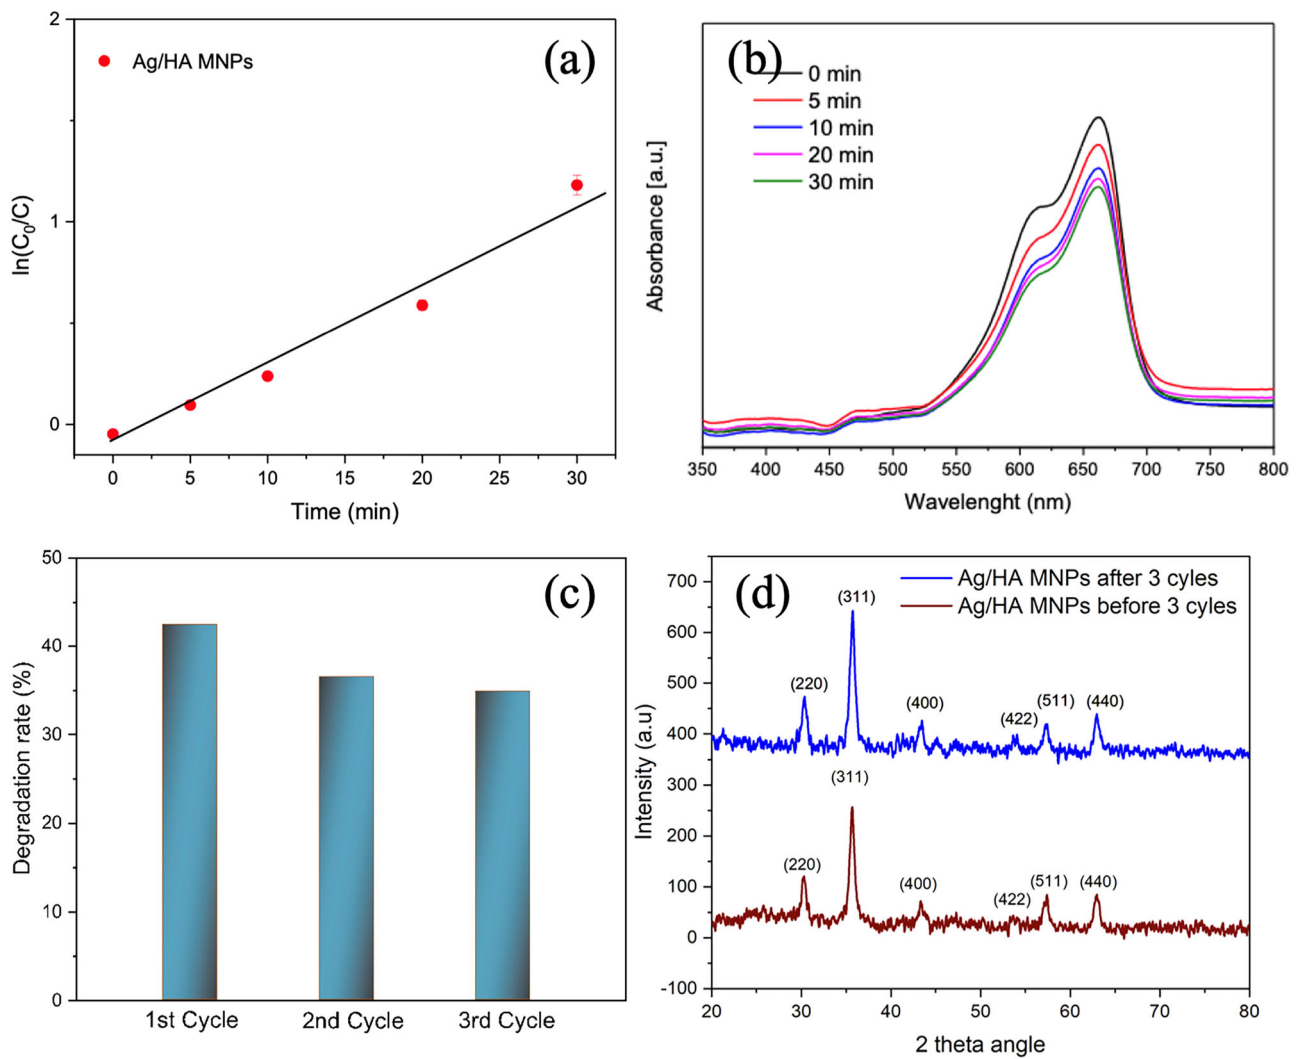 (a)
Ag/HA MNPs
2
1
0
ln(C₀/C)
0 5 10 15 20 25 30
Time (min)
(b)
0 min
5 min
10 min
20 min
30 min
Absorbance [a.u.]
350 400 450 500 550 600 650 700 750 800
Wavelenght (nm)
(c)
50
40
30
20
10
0
Degradation rate (%)
1st Cycle 2nd Cycle 3rd Cycle
(d)
Ag/HA MNPs after 3 cyles
Ag/HA MNPs before 3 cyles
700
600
500
400
300
200
100
0
-100
Intensity (a.u)
(311)
(220)
(400)
(422)
(511)
(440)
(311)
(220)
(400)
(422)
(511)
(440)
20 30 40 50 60 70 80
2 theta angle